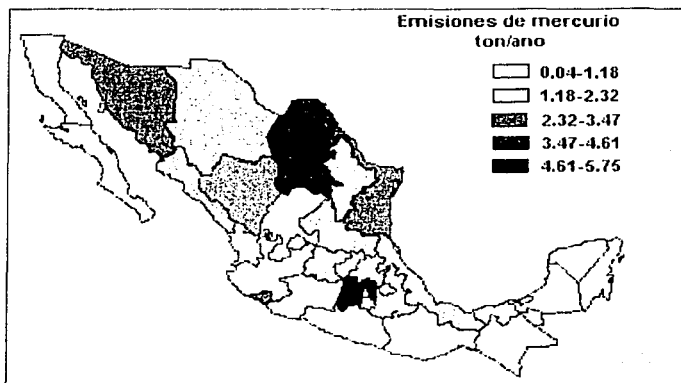 Emisiones de mercurio
ton/ano
0.04-1.18
1.18-2.32
2.32-3.47
3.47-4.61
4.61-5.75